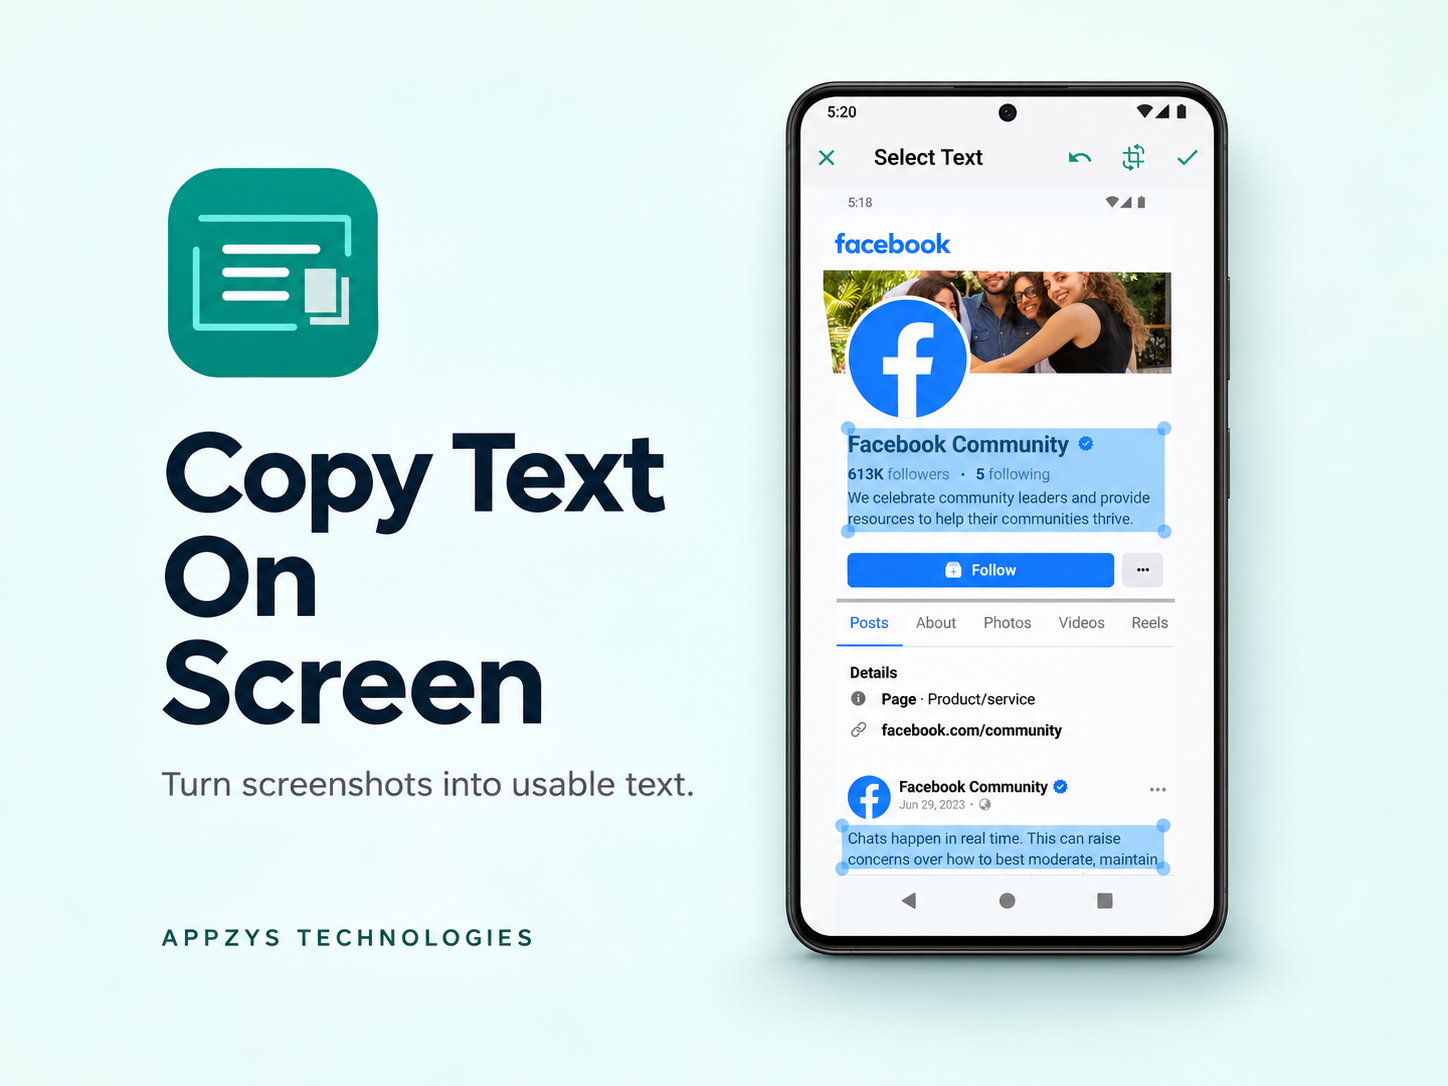 Copy Text
On
Screen
Turn screenshots into usable text.
APPZYS TECHNOLOGIES
5:20
Select Text
5:18
facebook
Facebook Community
613K followers · 5 following
We celebrate community leaders and provide
resources to help their communities thrive.
Follow
Posts About Photos Videos Reels
Details
Page · Product/service
facebook.com/community
Facebook Community
Jun 29, 2023 ·
Chats happen in real time. This can raise
concerns over how to best moderate, maintain